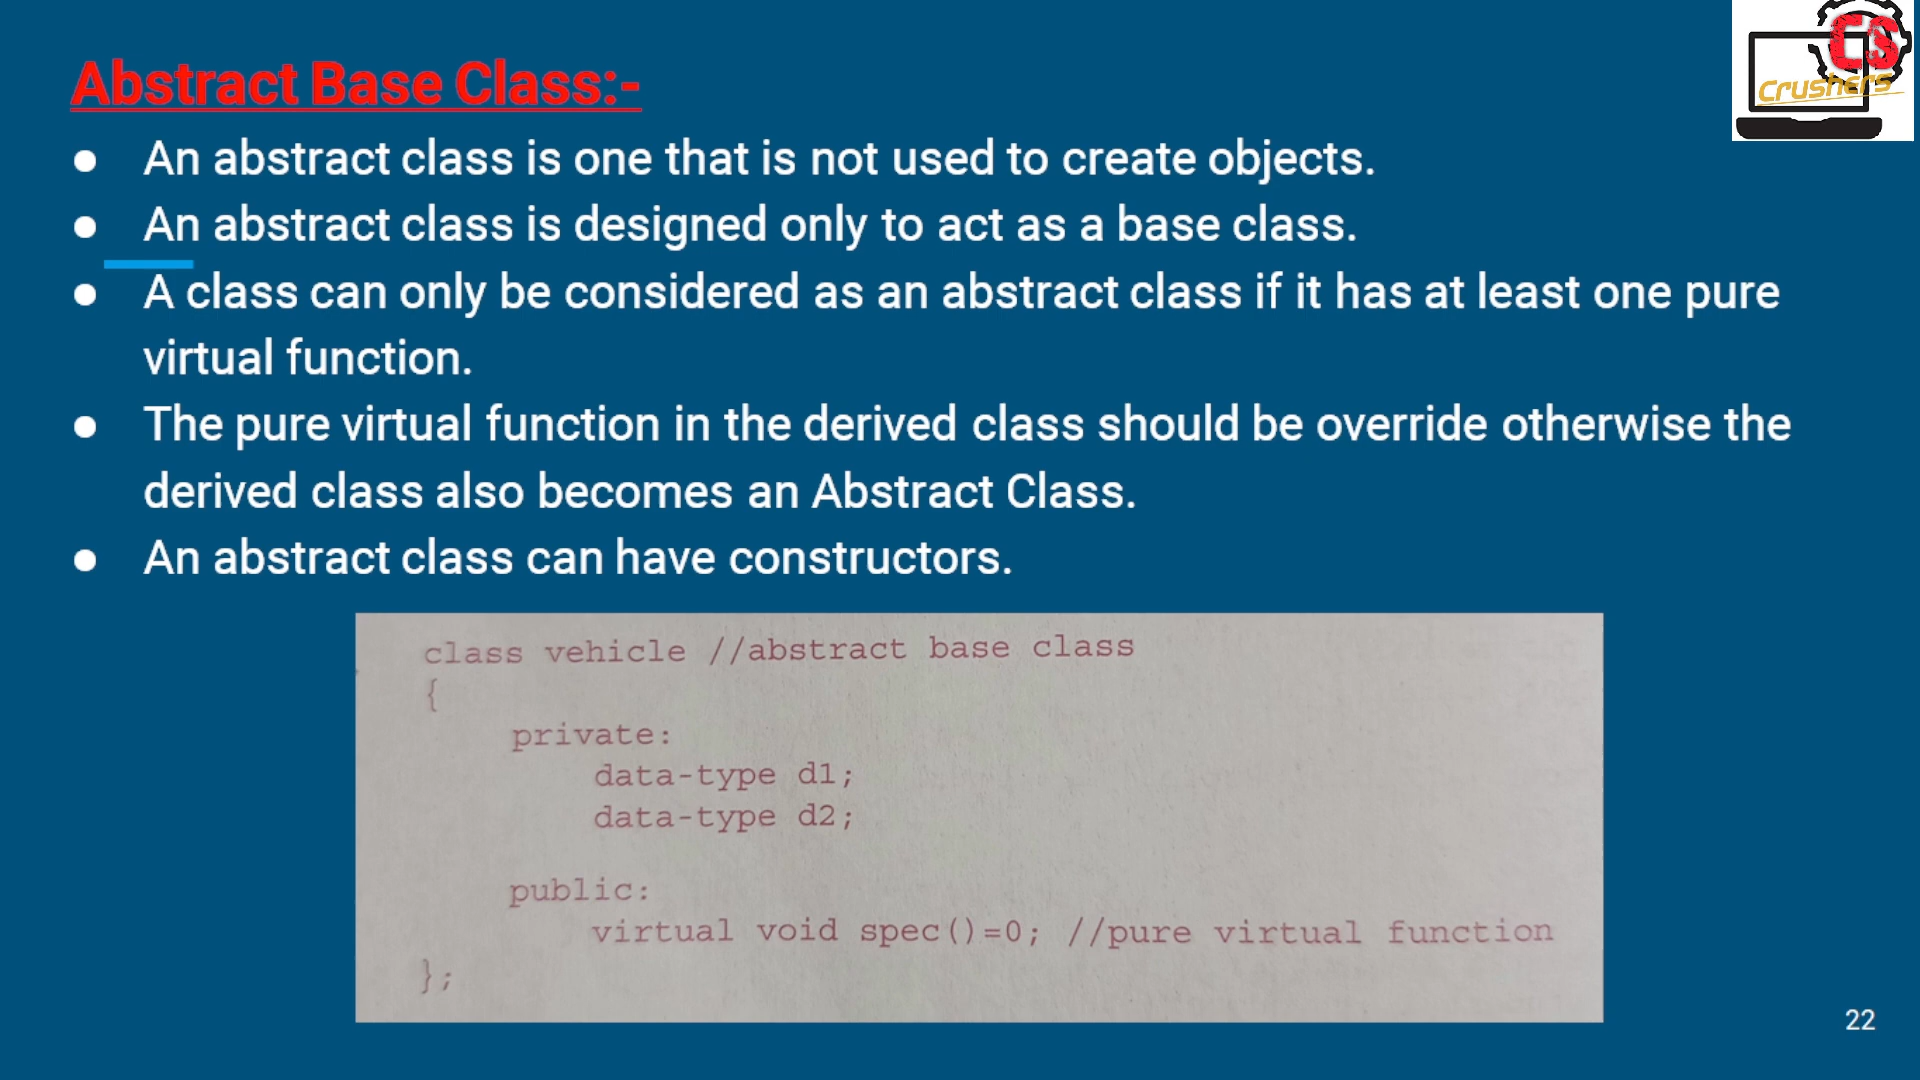 Abstract Base Class:-
CS
Crushers
● An abstract class is one that is not used to create objects.
● An abstract class is designed only to act as a base class.
● A class can only be considered as an abstract class if it has at least one pure
virtual function.
● The pure virtual function in the derived class should be override otherwise the
derived class also becomes an Abstract Class.
● An abstract class can have constructors.
class vehicle //abstract base class
{
private:
data-type d1;
data-type d2;
public:
virtual void spec()=0; //pure virtual function
};
22